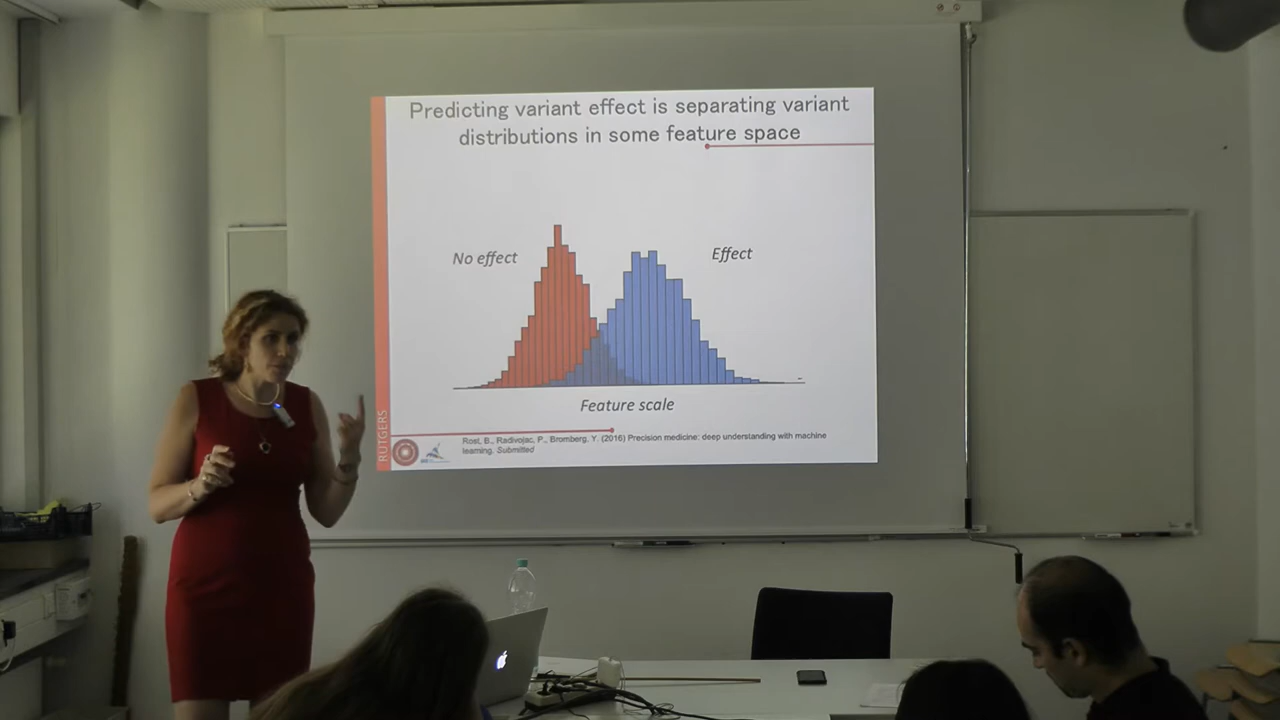 Predicting variant effect is separating variant
distributions in some feature space
No effect
Effect
Feature scale
RUTGERS
Rost, B., Radivojac, P., Bromberg, Y. (2016) Precision medicine: deep understanding with machine
learning. Submitted